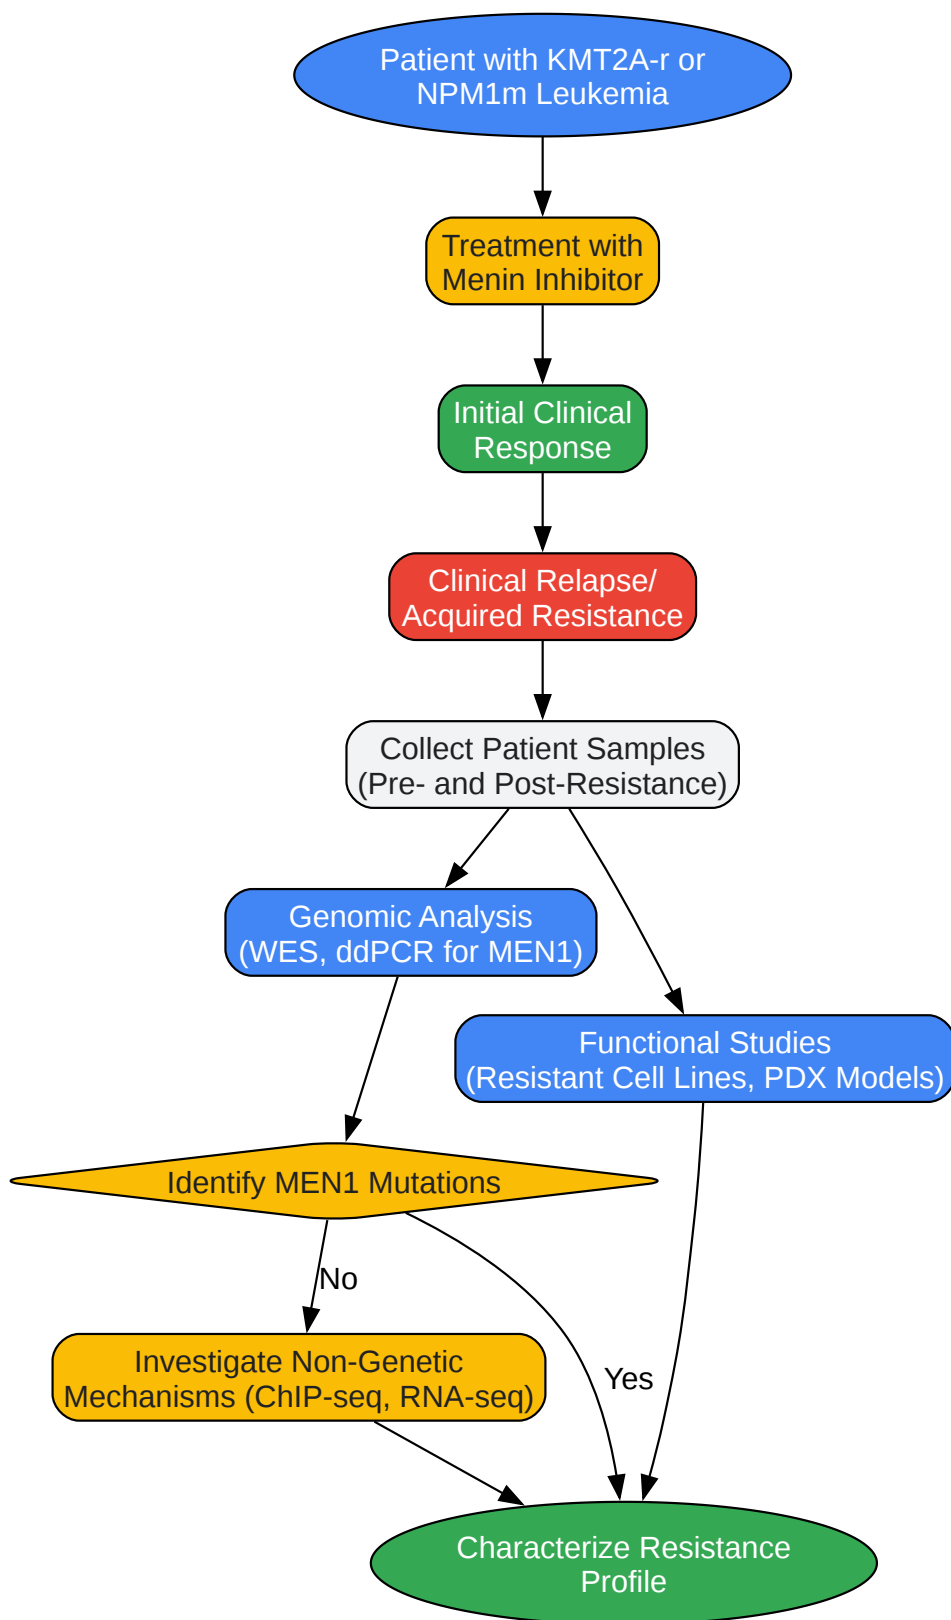 Patient with KMT2A-r or
NPM1m Leukemia
Treatment with
Menin Inhibitor
Initial Clinical
Response
Clinical Relapse/
Acquired Resistance
Collect Patient Samples
(Pre- and Post-Resistance)
Genomic Analysis
(WES, ddPCR for MEN1)
Functional Studies
(Resistant Cell Lines, PDX Models)
Identify MEN1 Mutations
No
Investigate Non-Genetic
Mechanisms (ChIP-seq, RNA-seq)
Yes
Characterize Resistance
Profile